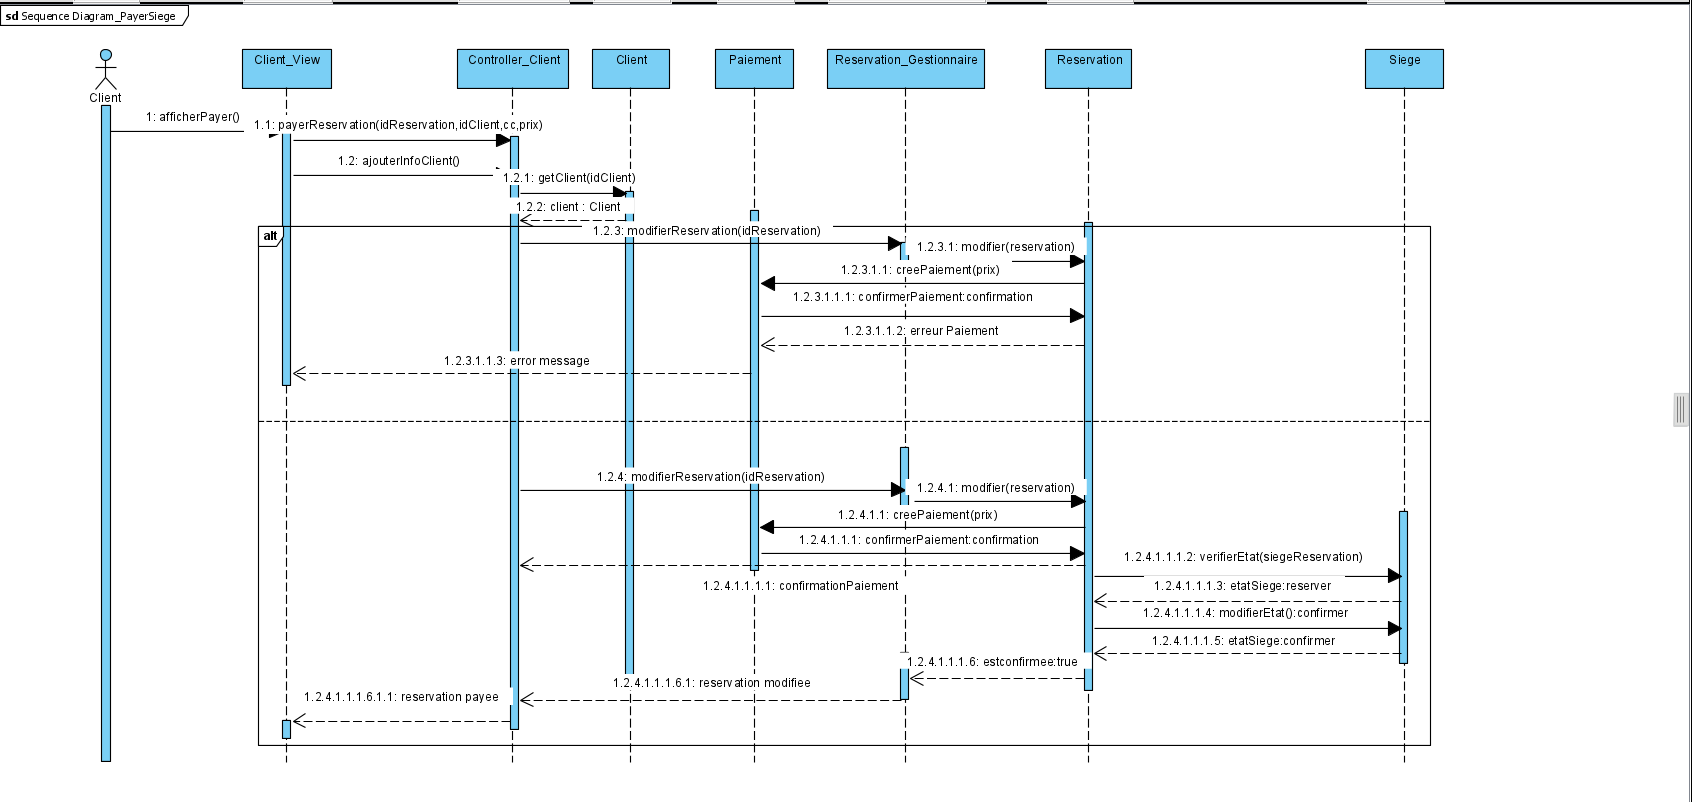 sd Sequence Diagram_PayerSiege
Client_View
Controller_Client
Client
Paiement
Reservation_Gestionnaire
Reservation
Siege
Client
1: afficherPayer()
1.1: payerReservation(idReservation,idClient,cc,prix)
1.2: ajouterInfoClient()
1.2.1: getClient(idClient)
1.2.2: client : Client
alt
1.2.3: modifierReservation(idReservation)
1.2.3.1: modifier(reservation)
1.2.3.1.1: creePaiement(prix)
1.2.3.1.1.1: confirmerPaiement:confirmation
1.2.3.1.1.2: erreur Paiement
1.2.3.1.1.3: error message
1.2.4: modifierReservation(idReservation)
1.2.4.1: modifier(reservation)
1.2.4.1.1: creePaiement(prix)
1.2.4.1.1.1: confirmerPaiement:confirmation
1.2.4.1.1.1.2: verifierEtat(siegeReservation)
1.2.4.1.1.1.1: confirmationPaiement
1.2.4.1.1.1.3: etatSiege:reserver
1.2.4.1.1.1.4: modifierEtat():confirmer
1.2.4.1.1.1.5: etatSiege:confirmer
1.2.4.1.1.1.6: estconfirmee:true
1.2.4.1.1.1.6.1: reservation modifiee
1.2.4.1.1.1.6.1.1: reservation payee